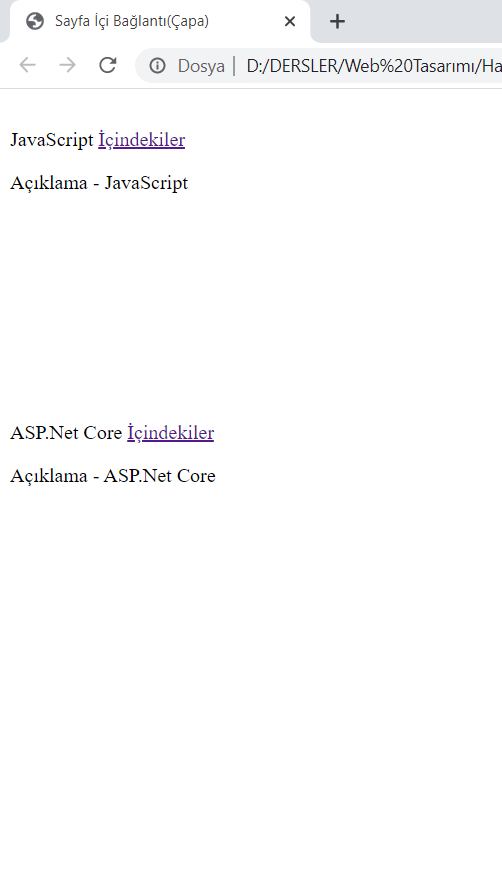 Sayfa İçi Bağlantı(Çapa)
Dosya | D:/DERSLER/Web%20Tasarımı/Ha
JavaScript İçindekiler
Açıklama - JavaScript
ASP.Net Core İçindekiler
Açıklama - ASP.Net Core